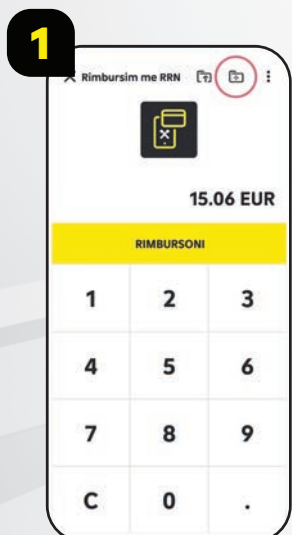 1
Rimbursim me RRN
15.06 EUR
RIMBURSONI
1 2 3
4 5 6
7 8 9
C 0 .